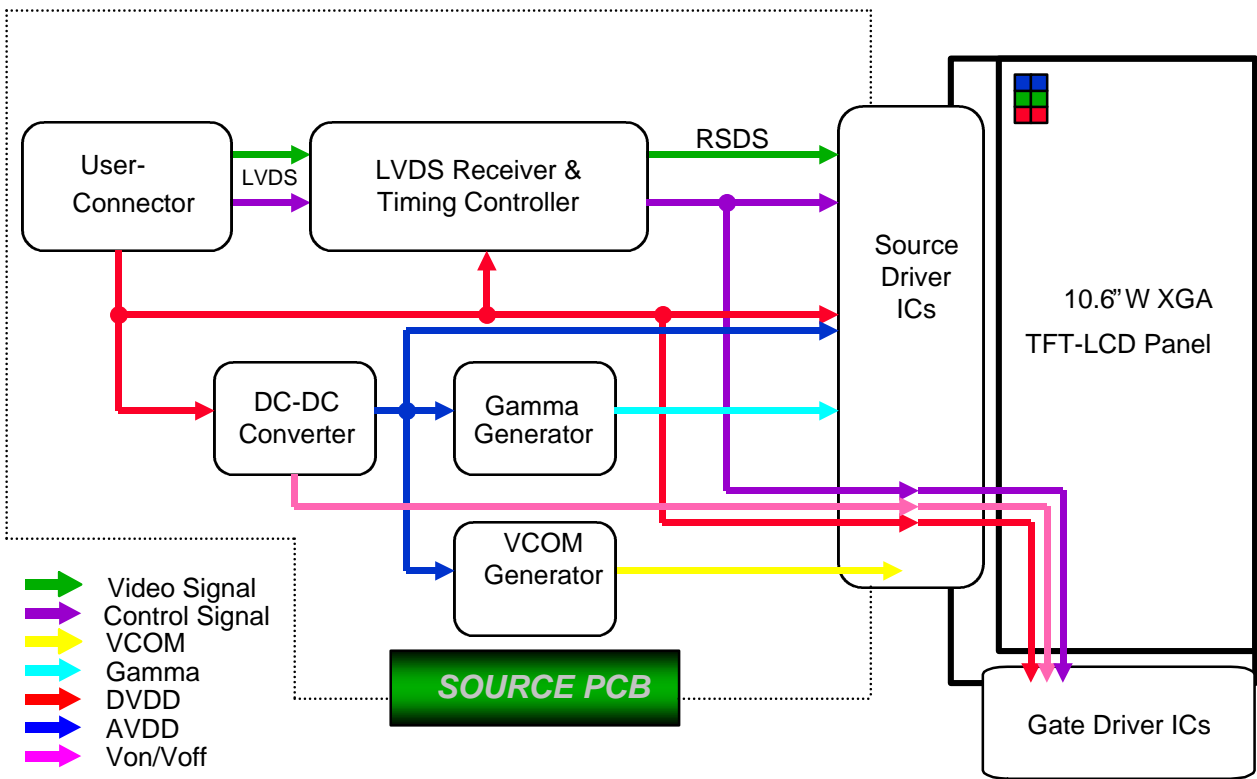 User-
Connector
LVDS
LVDS Receiver &
Timing Controller
RSDS
Source
Driver
ICs
10.6” W XGA
TFT-LCD Panel
DC-DC
Converter
Gamma
Generator
VCOM
Generator
Video Signal
Control Signal
VCOM
Gamma
DVDD
AVDD
Von/Voff
SOURCE PCB
Gate Driver ICs